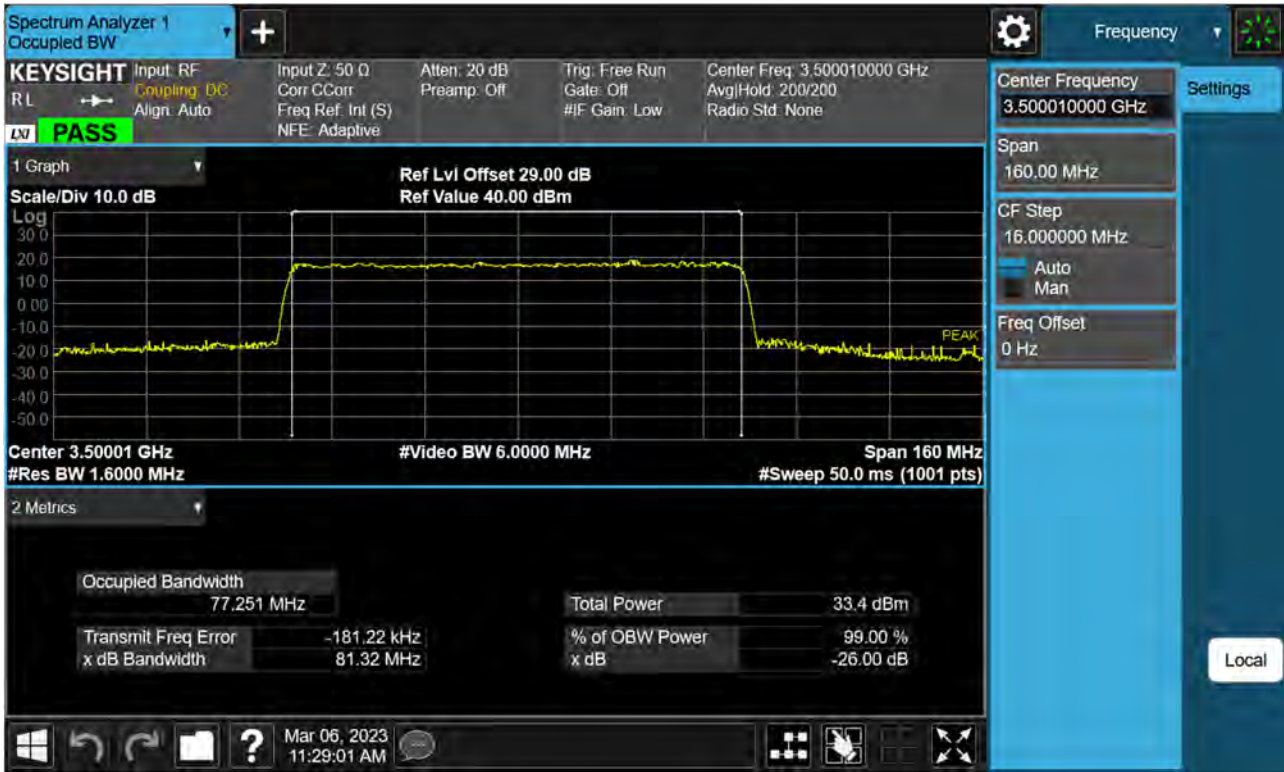 Spectrum Analyzer 1
Occupied BW
+
Frequency
KEYSIGHT
R L
LXI
PASS
Input: RF
Coupling: DC
Align: Auto
Input Z: 50 Ω
Corr CCorr
Freq Ref: Int (S)
NFE: Adaptive
Atten: 20 dB
Preamp: Off
Trig: Free Run
Gate: Off
#IF Gain: Low
Center Freq: 3.500010000 GHz
Avg|Hold: 200/200
Radio Std: None
1 Graph
Scale/Div 10.0 dB
Ref Lvl Offset 29.00 dB
Ref Value 40.00 dBm
Log
30.0
20.0
10.0
0.00
-10.0
-20.0
-30.0
-40.0
-50.0
PEAK
Center 3.50001 GHz
#Res BW 1.6000 MHz
#Video BW 6.0000 MHz
Span 160 MHz
#Sweep 50.0 ms (1001 pts)
2 Metrics
Occupied Bandwidth
77.251 MHz
Transmit Freq Error -181.22 kHz
x dB Bandwidth 81.32 MHz
Total Power 33.4 dBm
% of OBW Power 99.00 %
x dB -26.00 dB
Center Frequency
3.500010000 GHz
Span
160.00 MHz
CF Step
16.000000 MHz
Auto
Man
Freq Offset
0 Hz
Settings
Local
?
Mar 06, 2023
11:29:01 AM